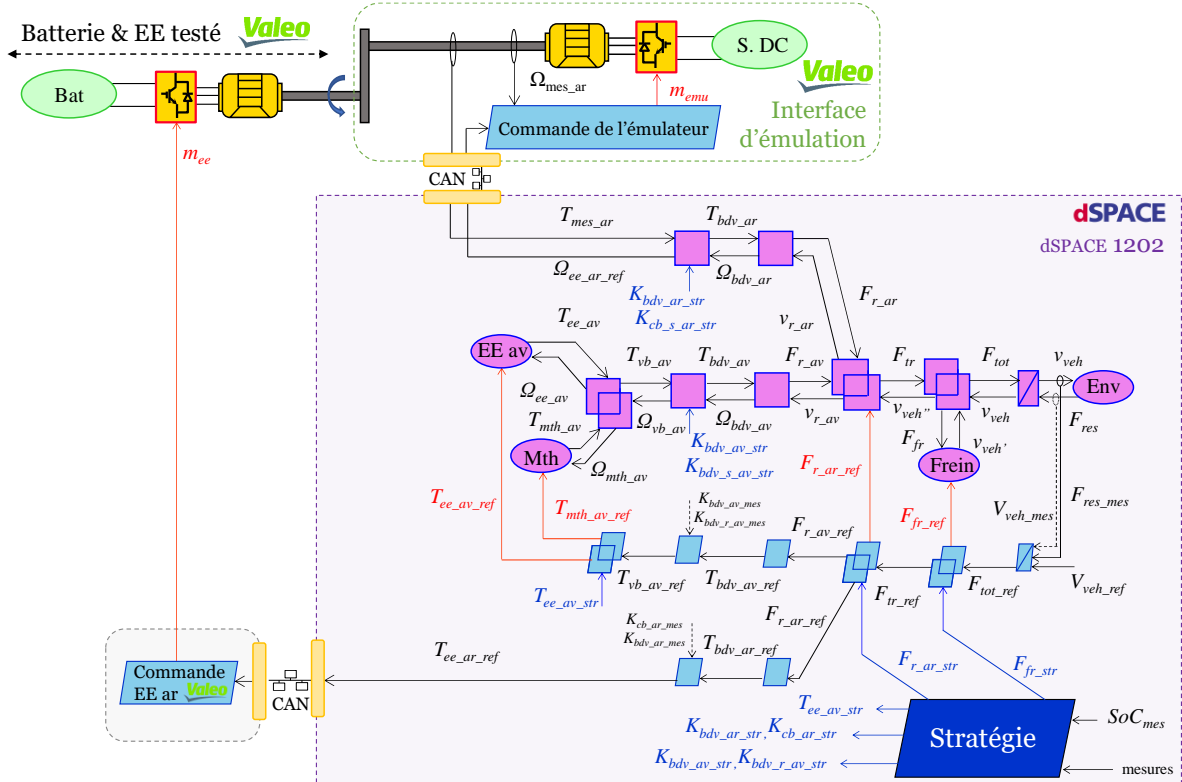 Batterie & EE testé
Valeo
Bat
m_ee
Ω_mes_ar
S. DC
m_emu
Valeo
Interface
d'émulation
Commande de l'émulateur
CAN
dSPACE
dSPACE 1202
T_mes_ar
T_bdv_ar
Ω_ee_ar_ref
Ω_bdv_ar
K_bdv_ar_str
K_cb_s_ar_str
F_r_ar
v_r_ar
T_ee_av
EE av
T_vb_av
T_bdv_av
F_r_av
F_tr
F_tot
v_veh
Env
Ω_ee_av
T_mth_av
Ω_vb_av
Ω_bdv_av
v_r_av
v_veh''
v_veh
F_res
Mth
Ω_mth_av
K_bdv_av_str
K_bdv_s_av_str
F_r_ar_ref
F_fr
v_veh'
Frein
T_ee_av_ref
T_mth_av_ref
K_bdv_av_mes
K_bdv_r_av_mes
F_r_av_ref
F_fr_ref
V_veh_mes
F_res_mes
T_vb_av_ref
T_bdv_av_ref
F_tr_ref
F_tot_ref
V_veh_ref
T_ee_av_str
K_cb_ar_mes
K_bdv_ar_mes
F_r_ar_ref
T_ee_ar_ref
T_bdv_ar_ref
Commande
EE ar Valeo
CAN
F_r_ar_str
F_fr_str
T_ee_av_str
K_bdv_ar_str,K_cb_ar_str
K_bdv_av_str,K_bdv_r_av_str
Stratégie
SoC_mes
mesures